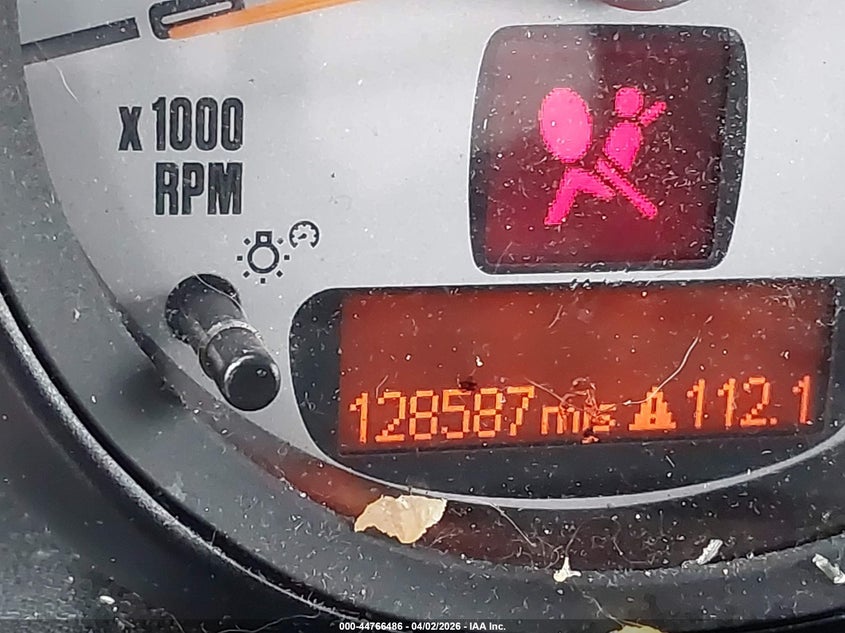 x 1000
RPM
128587 mls 112.1
000-44766486 - 04/02/2026 - IAA Inc.